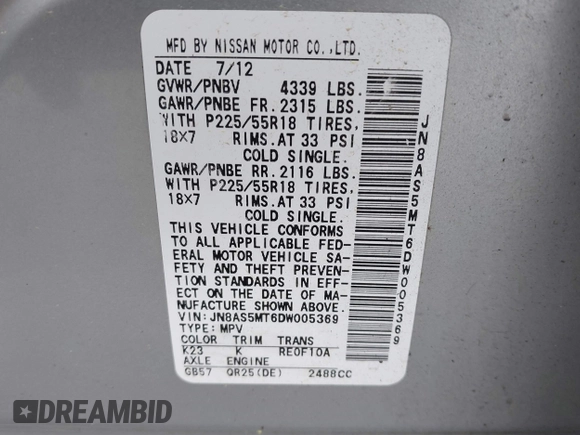 MFD BY NISSAN MOTOR CO.,LTD.
DATE 7/12
GVWR/PNBV 4339 LBS.
GAWR/PNBE FR. 2315 LBS.
WITH P225/55R18 TIRES,
18X7 RIMS.AT 33 PSI
COLD SINGLE.
GAWR/PNBE RR. 2116 LBS.
WITH P225/55R18 TIRES,
18X7 RIMS.AT 33 PSI
COLD SINGLE.
THIS VEHICLE CONFORMS
TO ALL APPLICABLE FED-
ERAL MOTOR VEHICLE SA-
FETY AND THEFT PREVEN-
TION STANDARDS IN EFF-
ECT ON THE DATE OF MA-
NUFACTURE SHOWN ABOVE.
VIN: JN8AS5MT6DW005369
TYPE: MPV
COLOR TRIM TRANS
K23 K RE0F10A
AXLE ENGINE
GB57 QR25(DE) 2488CC
JN8AS5MT6DW005369
DREAMBID